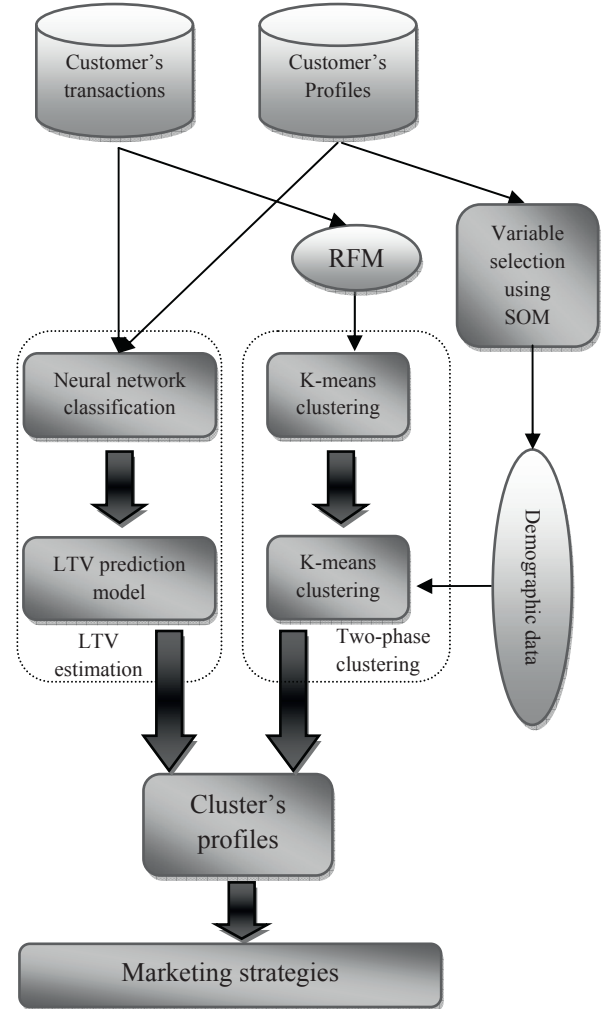 Customer's
transactions
Customer's
Profiles
RFM
Variable
selection
using
SOM
Neural network
classification
K-means
clustering
LTV prediction
model
K-means
clustering
Demographic data
LTV
estimation
Two-phase
clustering
Cluster's
profiles
Marketing strategies